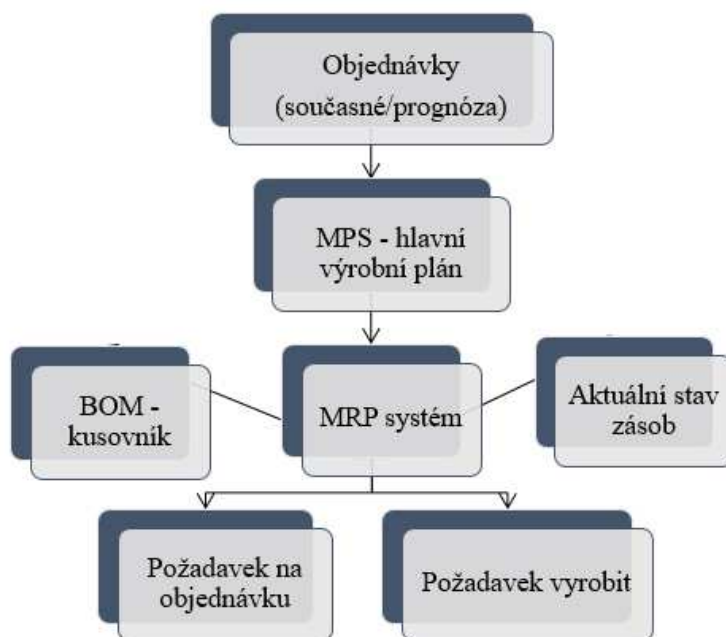 Objednávky
(současné/prognóza)
MPS - hlavní
výrobní plán
BOM -
kusovník
MRP systém
Aktuální stav
zásob
Požadavek na
objednávku
Požadavek vyrobit